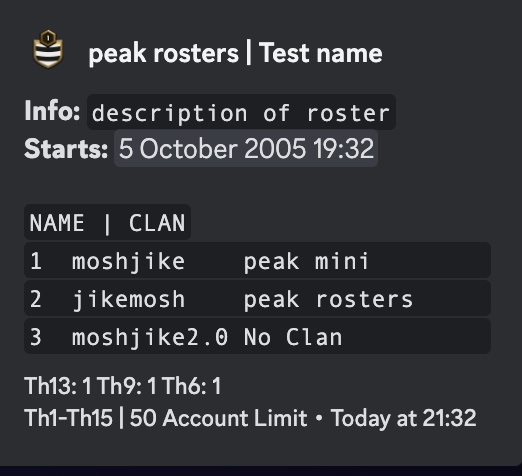 peak rosters | Test name
Info: description of roster
Starts: 5 October 2005 19:32
NAME | CLAN
1 moshjike peak mini
2 jikemosh peak rosters
3 moshjike2.0 No Clan
Th13: 1 Th9: 1 Th6: 1
Th1-Th15 | 50 Account Limit • Today at 21:32